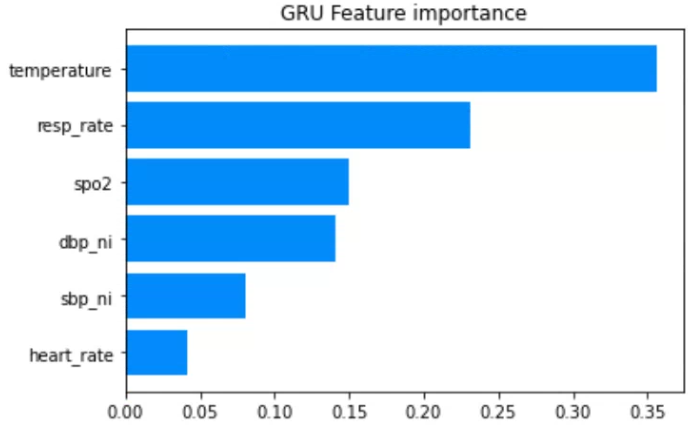 GRU Feature importance
temperature
resp_rate
spo2
dbp_ni
sbp_ni
heart_rate
0.00 0.05 0.10 0.15 0.20 0.25 0.30 0.35